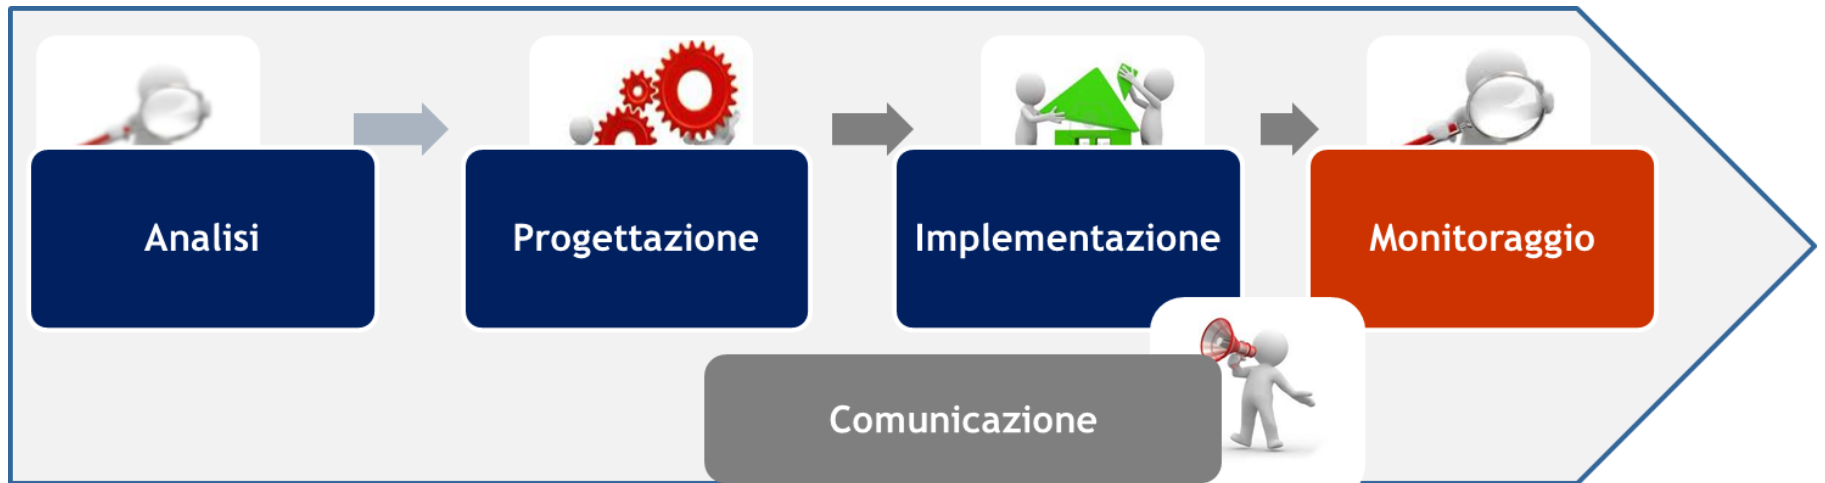 Analisi
Progettazione
Implementazione
Monitoraggio
Comunicazione